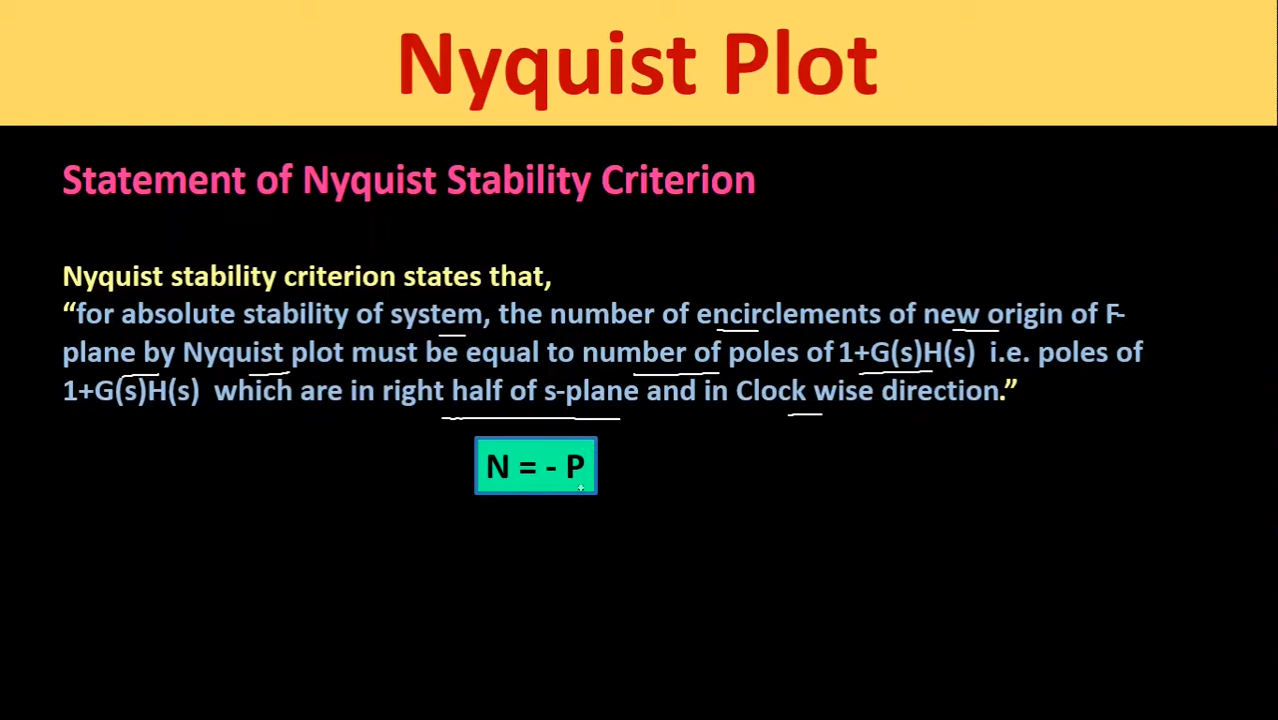 Nyquist Plot
Statement of Nyquist Stability Criterion
Nyquist stability criterion states that,
“for absolute stability of system, the number of encirclements of new origin of F-
plane by Nyquist plot must be equal to number of poles of 1+G(s)H(s) i.e. poles of
1+G(s)H(s) which are in right half of s-plane and in Clock wise direction.”
N = - P